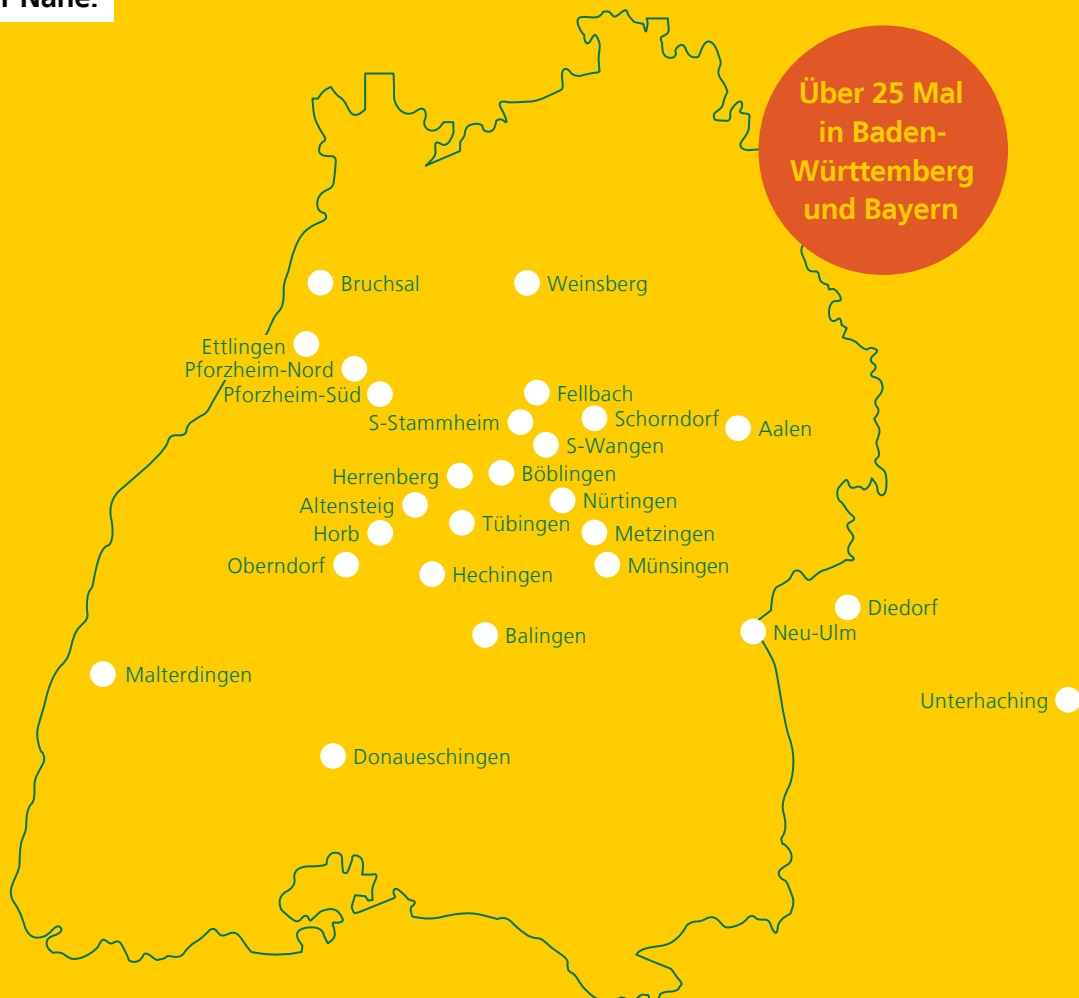 Nähe.
Über 25 Mal
in Baden-
Württemberg
und Bayern
Bruchsal
Weinsberg
Ettlingen
Pforzheim-Nord
Pforzheim-Süd
Fellbach
S-Stammheim
Schorndorf
Aalen
S-Wangen
Herrenberg
Böblingen
Altensteig
Nürtingen
Horb
Tübingen
Metzingen
Oberndorf
Hechingen
Münsingen
Diedorf
Balingen
Neu-Ulm
Malterdingen
Unterhaching
Donaueschingen